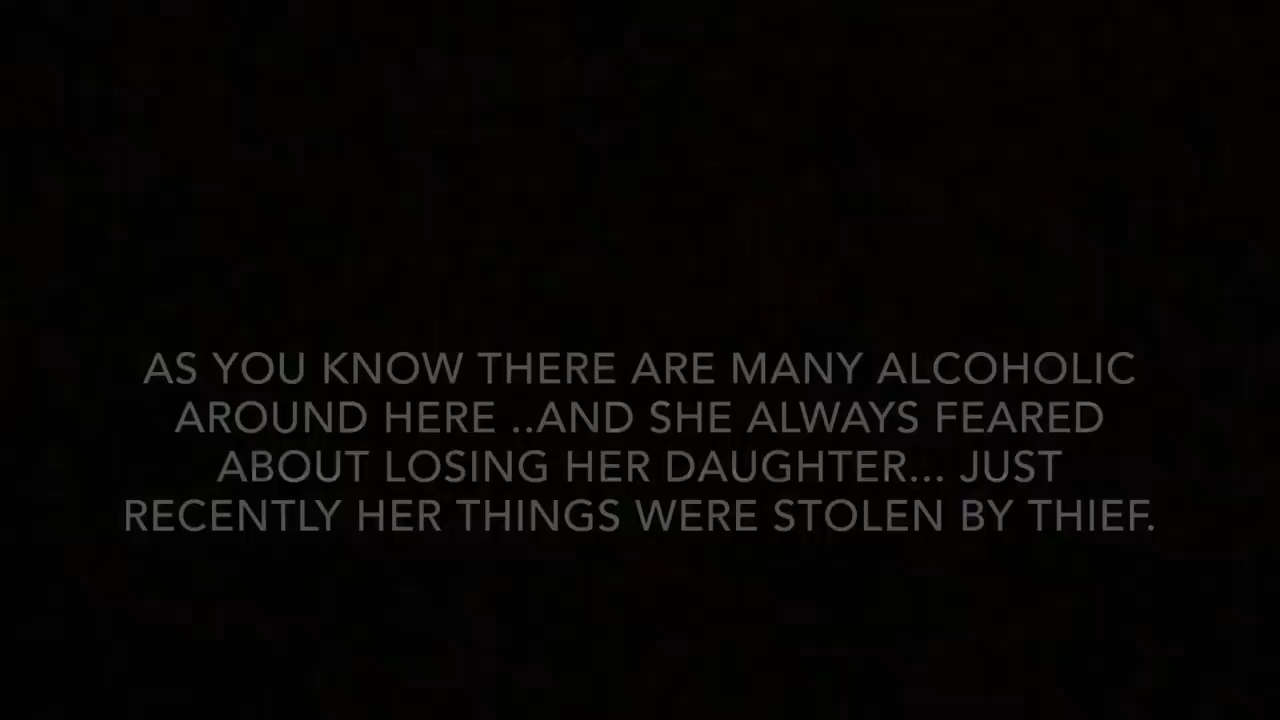 AS YOU KNOW THERE ARE MANY ALCOHOLIC
AROUND HERE ..AND SHE ALWAYS FEARED
ABOUT LOSING HER DAUGHTER... JUST
RECENTLY HER THINGS WERE STOLEN BY THIEF.